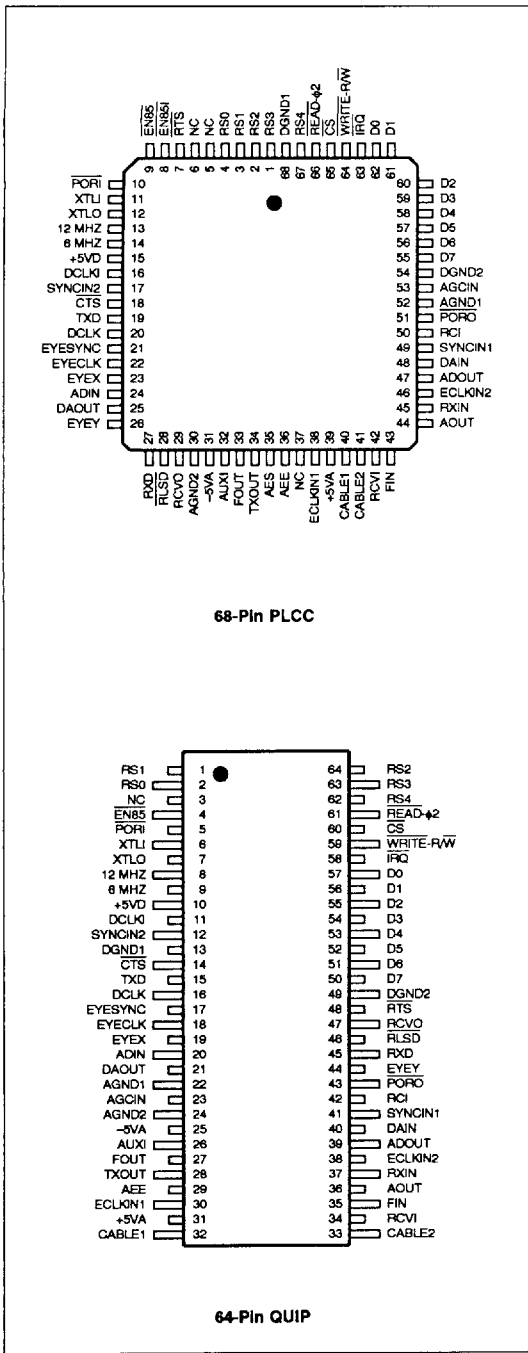 EN85
EN85I
RTS
NC
NC
RS0
RS1
RS2
RS3
DGND1
RS4
READ-ϕ2
CS
WRITE-R/W
IRQ
D0
D1
9 8 7 6 5 4 3 2 1 68 67 66 65 64 63 62 61
PORI 10 60 D2
XTLI 11 59 D3
XTLO 12 58 D4
12 MHZ 13 57 D5
6 MHZ 14 56 D6
+5VD 15 55 D7
DCLKI 16 54 DGND2
SYNCIN2 17 53 AGCIN
CTS 18 52 AGND1
TXD 19 51 PORO
DCLK 20 50 RCI
EYESYNC 21 49 SYNCIN1
EYECLK 22 48 DAIN
EYEX 23 47 ADOUT
ADIN 24 46 ECLKIN2
DAOUT 25 45 RXIN
EYEY 26 44 AOUT
27 28 29 30 31 32 33 34 35 36 37 38 39 40 41 42 43
RXD
RLSD
RCVO
AGND2
-5VA
AUXI
FOUT
TXOUT
AES
AEE
NC
ECLKIN1
+5VA
CABLE1
CABLE2
RCVI
FIN
68-Pin PLCC
RS1 1 64 RS2
RS0 2 63 RS3
NC 3 62 RS4
EN85 4 61 READ-ϕ2
PORI 5 60 CS
XTLI 6 59 WRITE-R/W
XTLO 7 58 IRQ
12 MHZ 8 57 D0
6 MHZ 9 56 D1
+5VD 10 55 D2
DCLKI 11 54 D3
SYNCIN2 12 53 D4
DGND1 13 52 D5
CTS 14 51 D6
TXD 15 50 D7
DCLK 16 49 DGND2
EYESYNC 17 48 RTS
EYECLK 18 47 RCVO
EYEX 19 46 RLSD
ADIN 20 45 RXD
DAOUT 21 44 EYEY
AGND1 22 43 PORO
AGCIN 23 42 RCI
AGND2 24 41 SYNCIN1
-5VA 25 40 DAIN
AUXI 26 39 ADOUT
FOUT 27 38 ECLKIN2
TXOUT 28 37 RXIN
AEE 29 36 AOUT
ECLKIN1 30 35 FIN
+5VA 31 34 RCVI
CABLE1 32 33 CABLE2
64-Pin QUIP